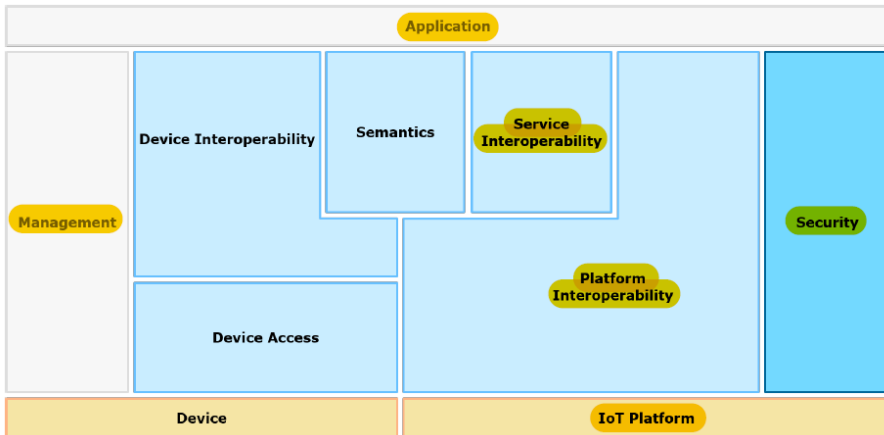 Application
Device Interoperability
Semantics
Service
Interoperability
Management
Security
Platform
Interoperability
Device Access
Device
IoT Platform